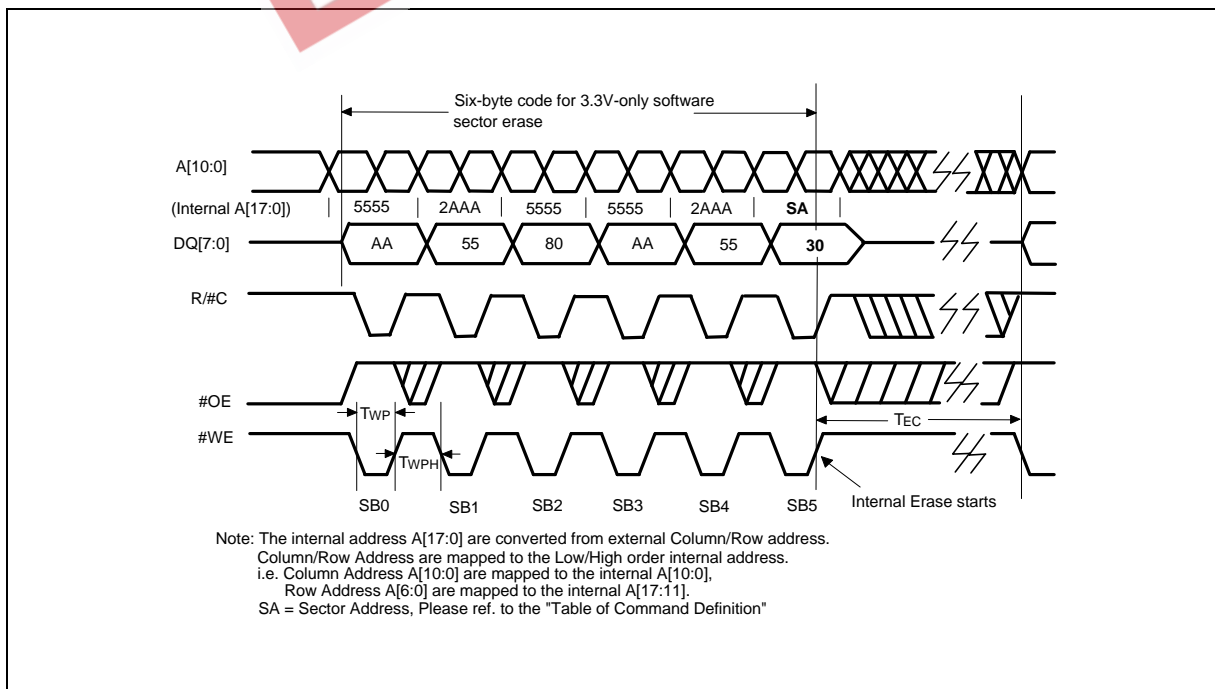 Six-byte code for 3.3V-only software
sector erase
A[10:0]
(Internal A[17:0]) 5555 2AAA 5555 5555 2AAA SA
DQ[7:0] AA 55 80 AA 55 30
R/#C
#OE
TWP TEC
#WE
TWPH
SB0 SB1 SB2 SB3 SB4 SB5 Internal Erase starts
Note: The internal address A[17:0] are converted from external Column/Row address.
Column/Row Address are mapped to the Low/High order internal address.
i.e. Column Address A[10:0] are mapped to the internal A[10:0],
Row Address A[6:0] are mapped to the internal A[17:11].
SA = Sector Address, Please ref. to the "Table of Command Definition"